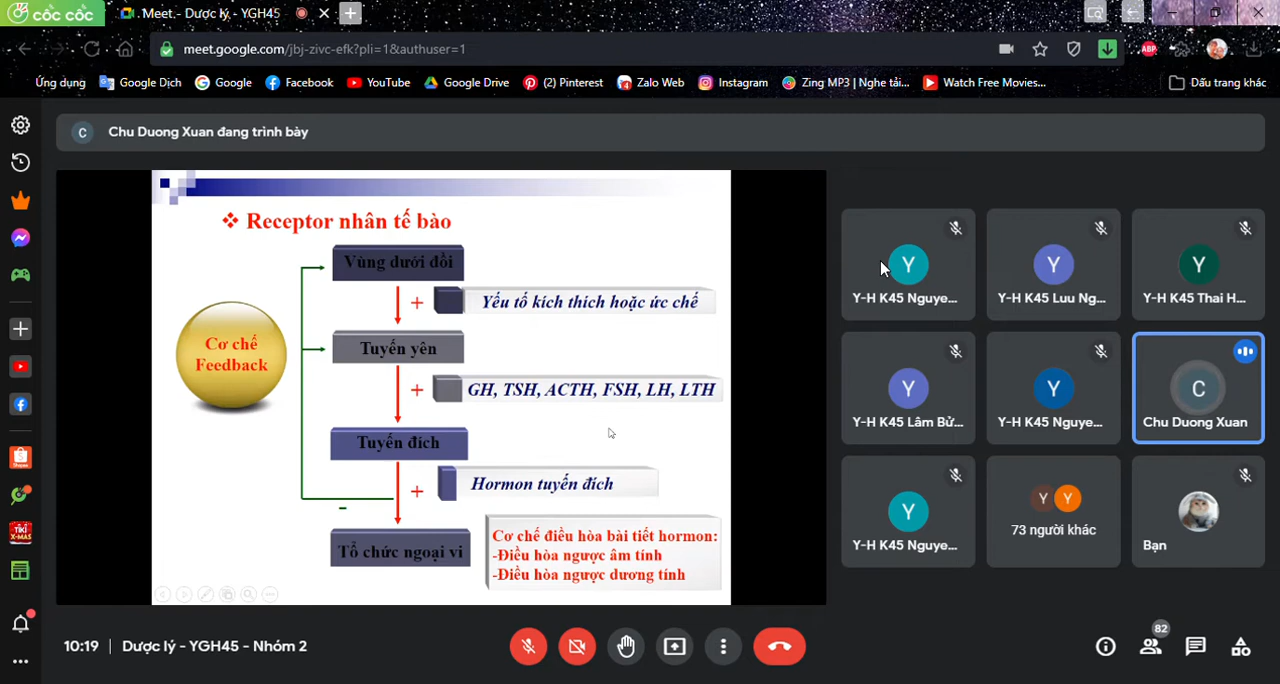 cốc cốc
Meet - Dược lý - YGH45
meet.google.com/jbj-zivc-efk?pli=1&authuser=1
ABP
Ứng dụng
Google Dịch
Google
Facebook
YouTube
Google Drive
(2) Pinterest
Zalo Web
Instagram
Zing MP3 | Nghe tải...
Watch Free Movies...
Dấu trang khác
C
Chu Duong Xuan đang trình bày
❖ Receptor nhân tế bào
Vùng dưới đồi
+
Yếu tố kích thích hoặc ức chế
Cơ chế
Feedback
Tuyến yên
+
GH, TSH, ACTH, FSH, LH, LTH
Tuyến đích
+
Hormon tuyến đích
-
Tổ chức ngoại vi
Cơ chế điều hòa bài tiết hormon:
-Điều hòa ngược âm tính
-Điều hòa ngược dương tính
Y
Y-H K45 Nguye...
Y
Y-H K45 Luu Ng...
Y
Y-H K45 Thai H...
Y
Y-H K45 Lâm Bử...
Y
Y-H K45 Nguye...
C
Chu Duong Xuan
Y
Y-H K45 Nguye...
Y Y
73 người khác
Bạn
Shopee
TIKI
X-MAS
10:19 | Dược lý - YGH45 - Nhóm 2
82